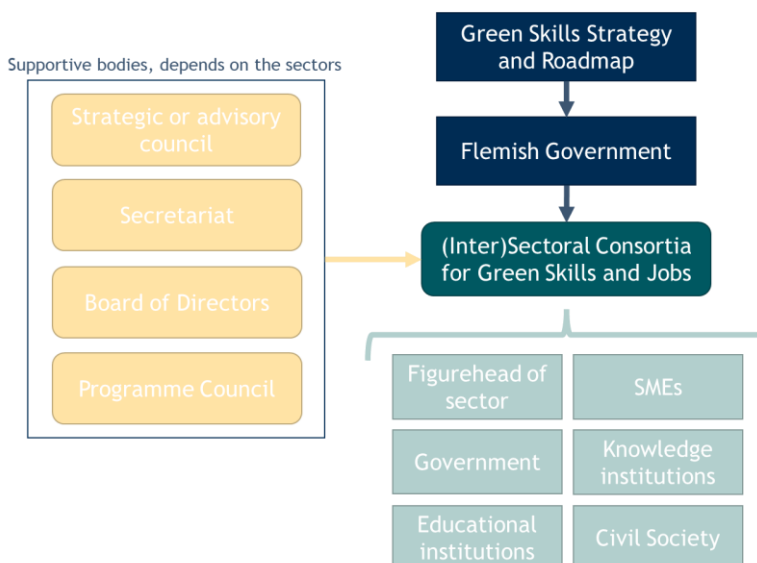 Supportive bodies, depends on the sectors
Strategic or advisory
council
Secretariat
Board of Directors
Programme Council
Green Skills Strategy
and Roadmap
Flemish Government
(Inter)Sectoral Consortia
for Green Skills and Jobs
Figurehead of
sector
SMEs
Government
Knowledge
institutions
Educational
institutions
Civil Society